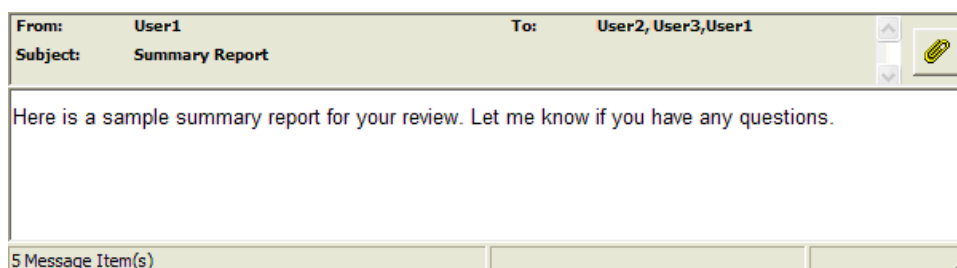 From: User1 To: User2, User3,User1
Subject: Summary Report
Here is a sample summary report for your review. Let me know if you have any questions.
5 Message Item(s)